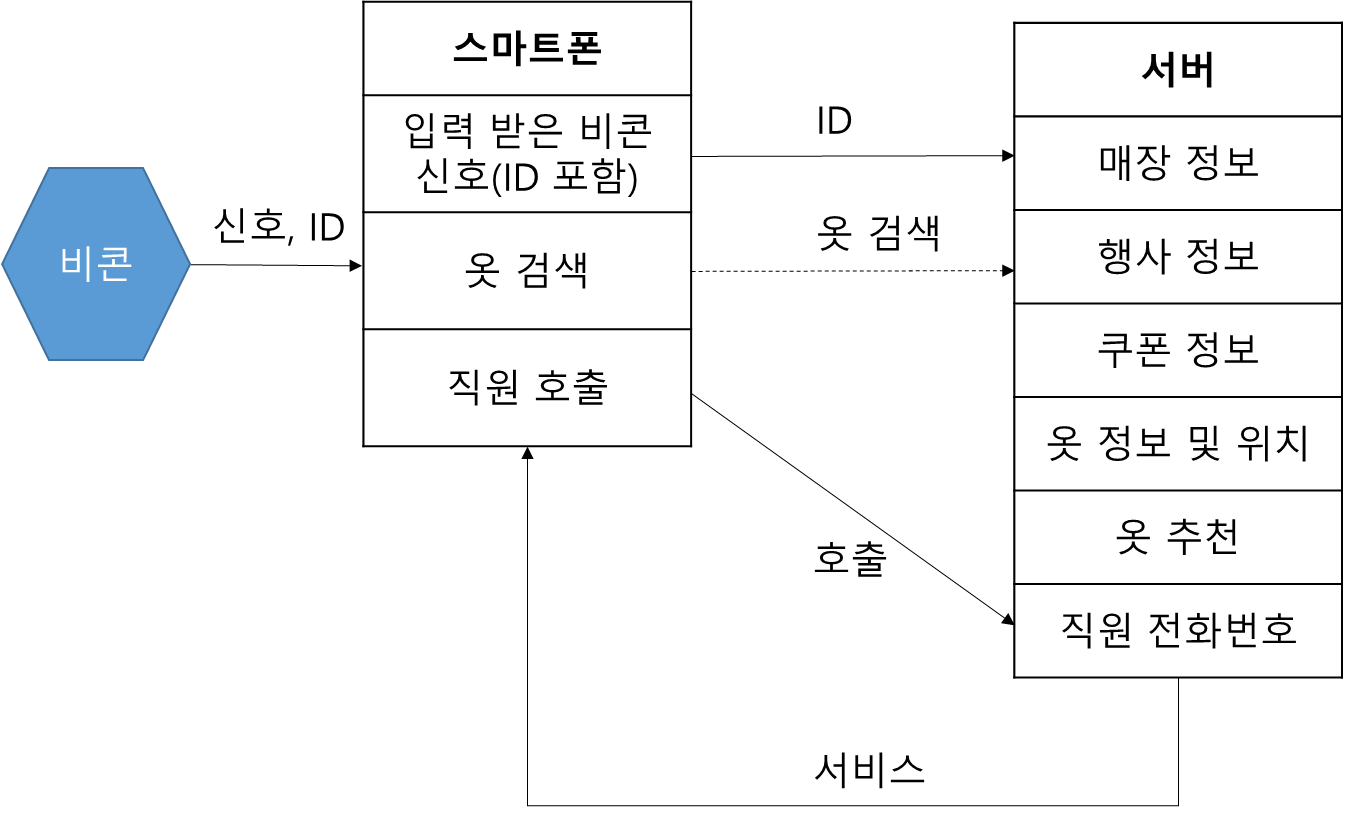 비콘
신호, ID
스마트폰
입력 받은 비콘
신호(ID 포함)
옷 검색
직원 호출
ID
옷 검색
호출
서비스
서버
매장 정보
행사 정보
쿠폰 정보
옷 정보 및 위치
옷 추천
직원 전화번호